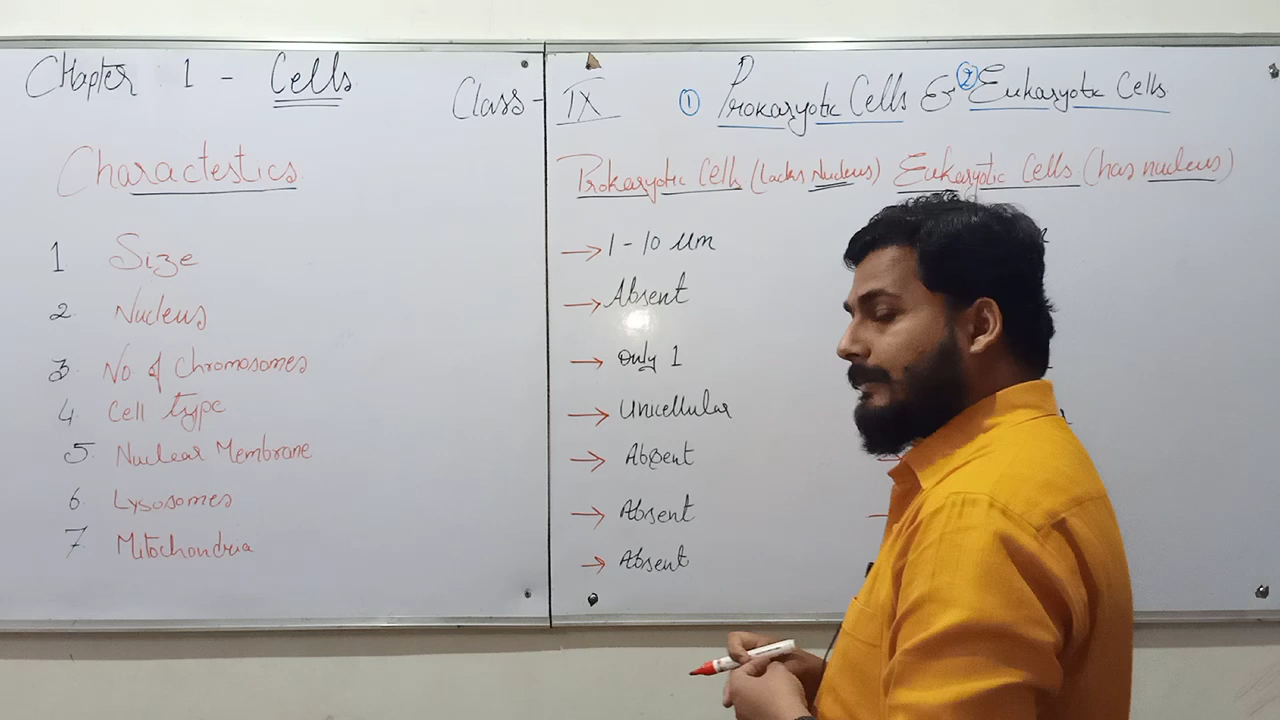 Chapter 1 - Cells
Class - IX
① Prokaryotic Cells & ② Eukaryotic Cells
Charactestics
Prokaryotic Cells (lacks Nucleus) Eukaryotic Cells (has nucleus)
1 Size → 1 - 10 um
2 Nucleus → Absent
3 No of Chromosomes → Only 1
4 Cell type → Unicellular
5 Nuclear Membrane → Absent
6 Lysosomes → Absent
7 Mitochondria → Absent